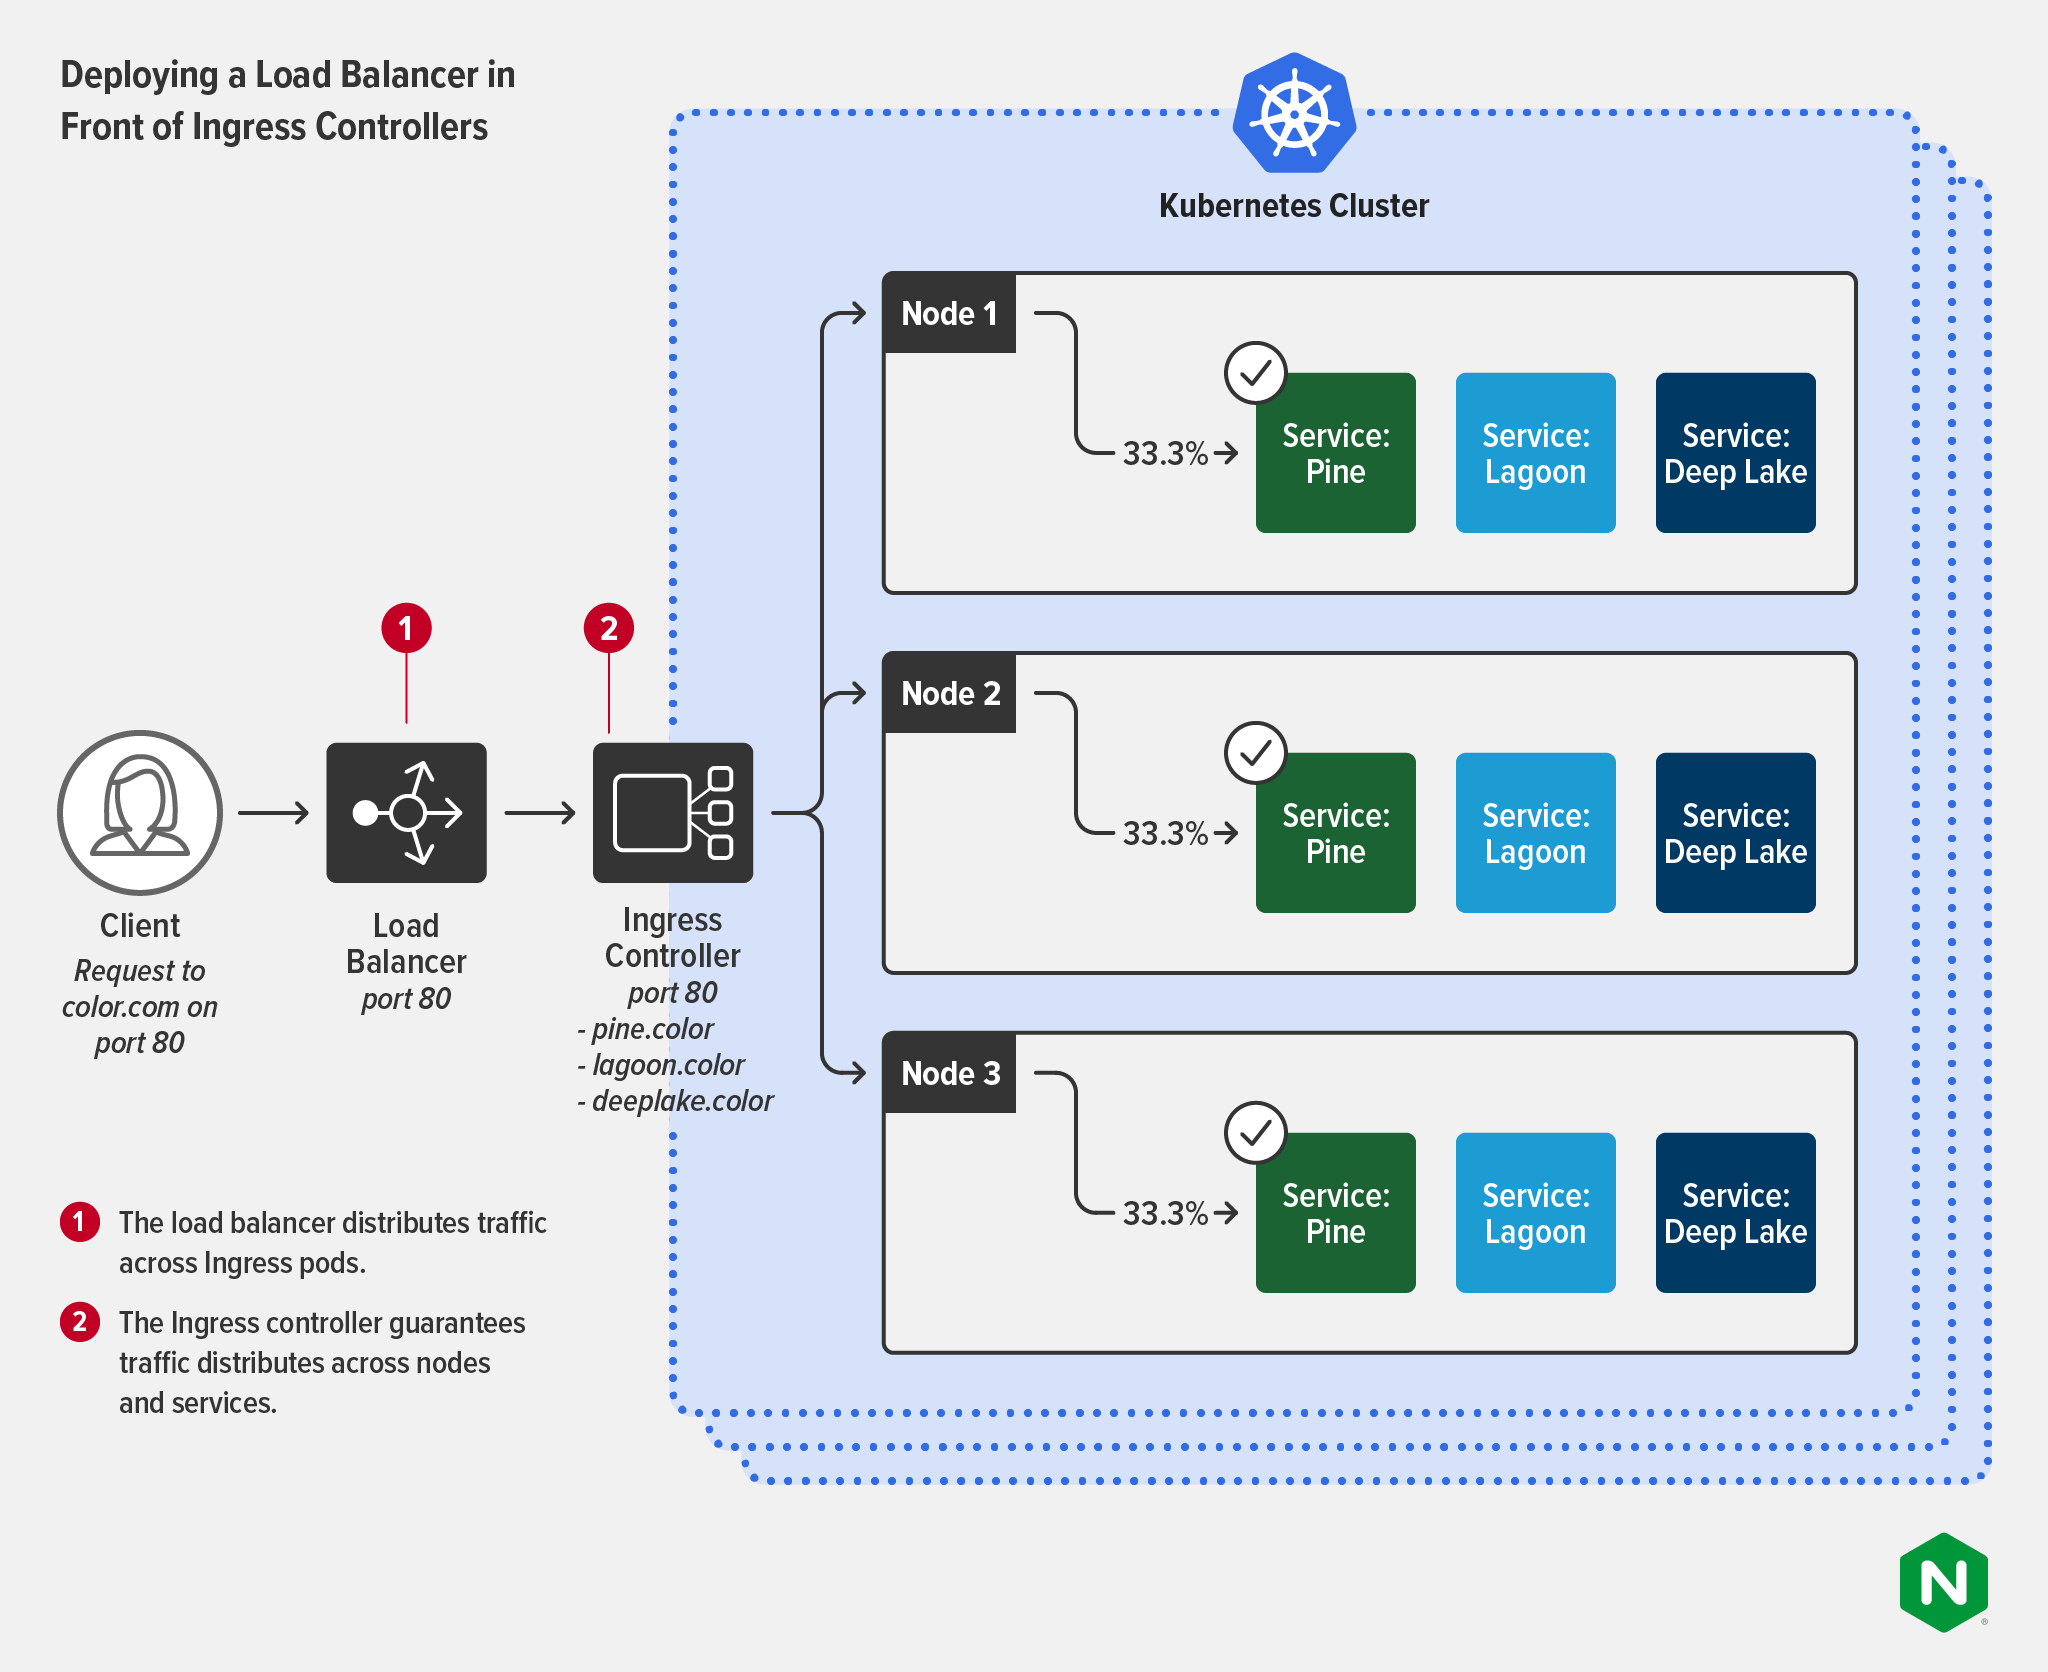 Deploying a Load Balancer in
Front of Ingress Controllers
Kubernetes Cluster
Node 1
33.3%
Service:
Pine
Service:
Lagoon
Service:
Deep Lake
1
2
Node 2
33.3%
Service:
Pine
Service:
Lagoon
Service:
Deep Lake
Client
Request to
color.com on
port 80
Load
Balancer
port 80
Ingress
Controller
port 80
- pine.color
- lagoon.color
- deeplake.color
Node 3
33.3%
Service:
Pine
Service:
Lagoon
Service:
Deep Lake
1 The load balancer distributes traffic
across Ingress pods.
2 The Ingress controller guarantees
traffic distributes across nodes
and services.
N
®